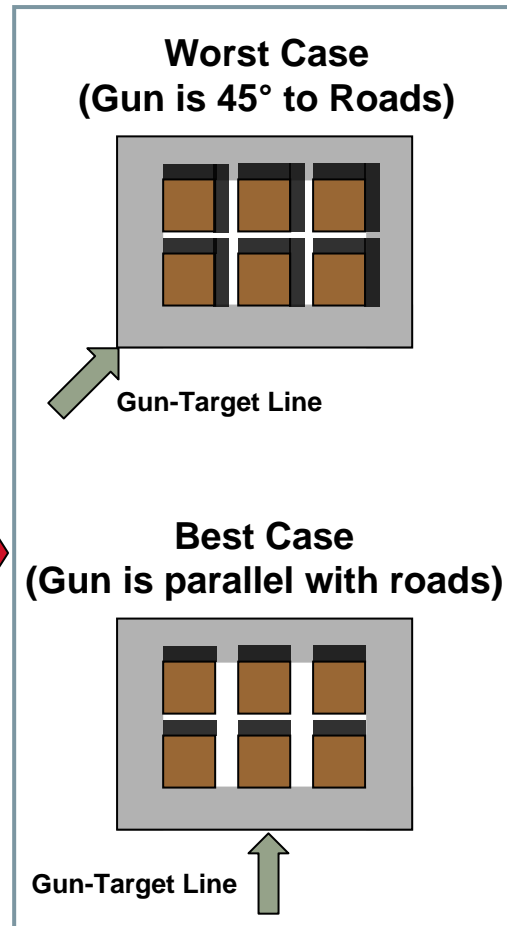 Worst Case
(Gun is 45° to Roads)
Gun-Target Line
Best Case
(Gun is parallel with roads)
Gun-Target Line